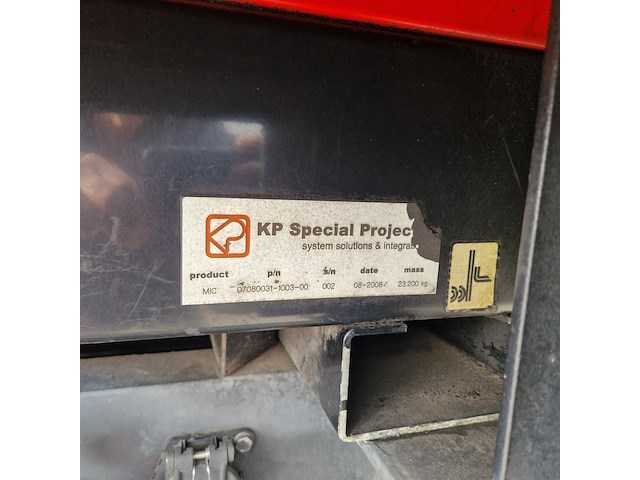 KP Special Projec
system solutions & integrat
product p/n s/n date mass
MIC 07080031-1003-00 002 08-2008 23.200 kg